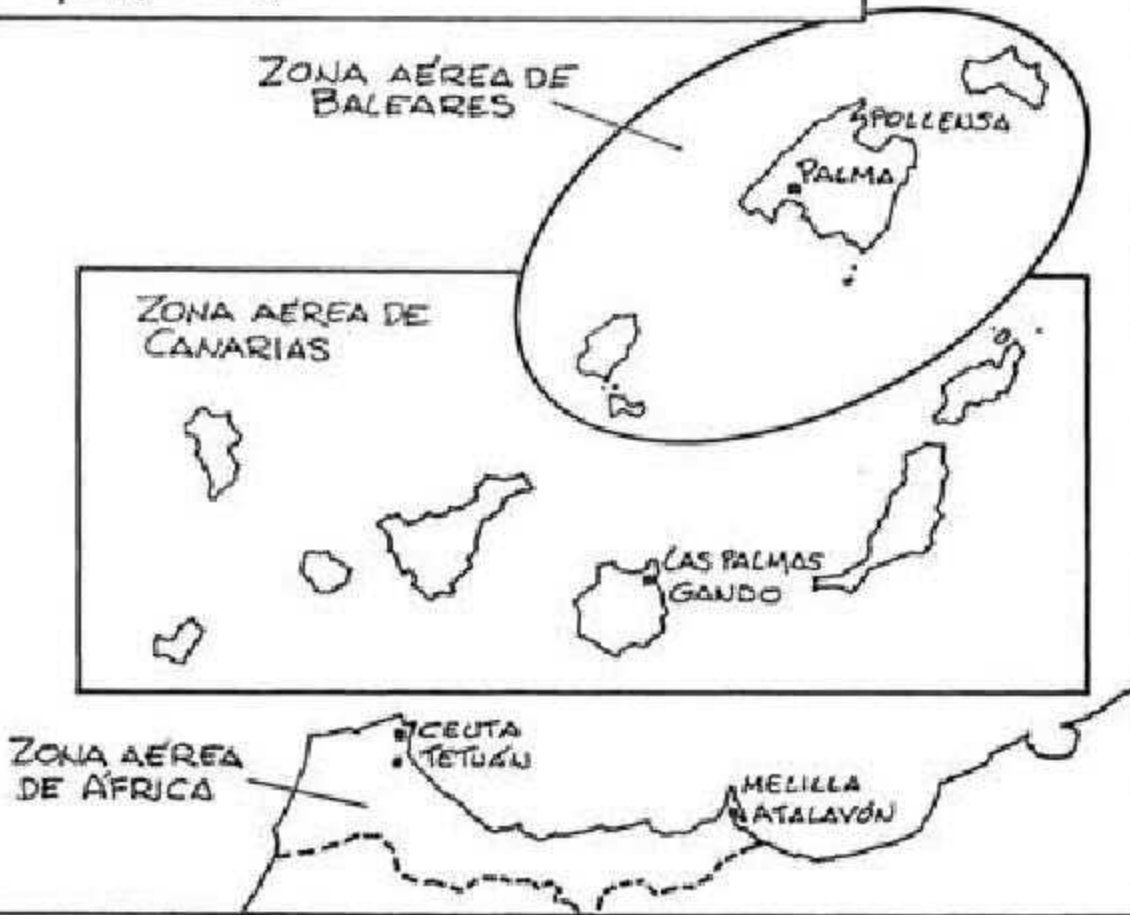 ZONA AÉREA DE
BALEARES
POLLENSA
PALMA
ZONA AÉREA DE
CANARIAS
LAS PALMAS
GANDO
ZONA AÉREA
DE ÁFRICA
CEUTA
TETUÁN
MELILLA
ATALAYÓN